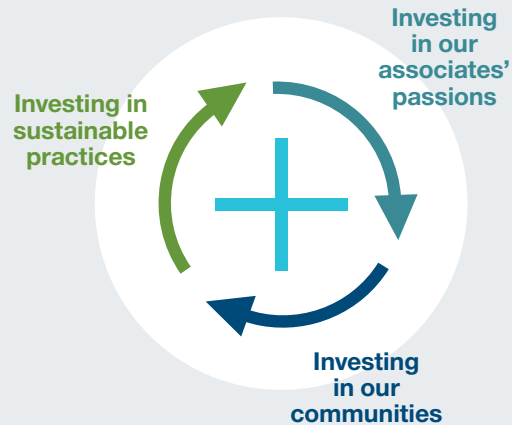 Investing
in our
associates’
passions
Investing in
sustainable
practices
Investing
in our
communities